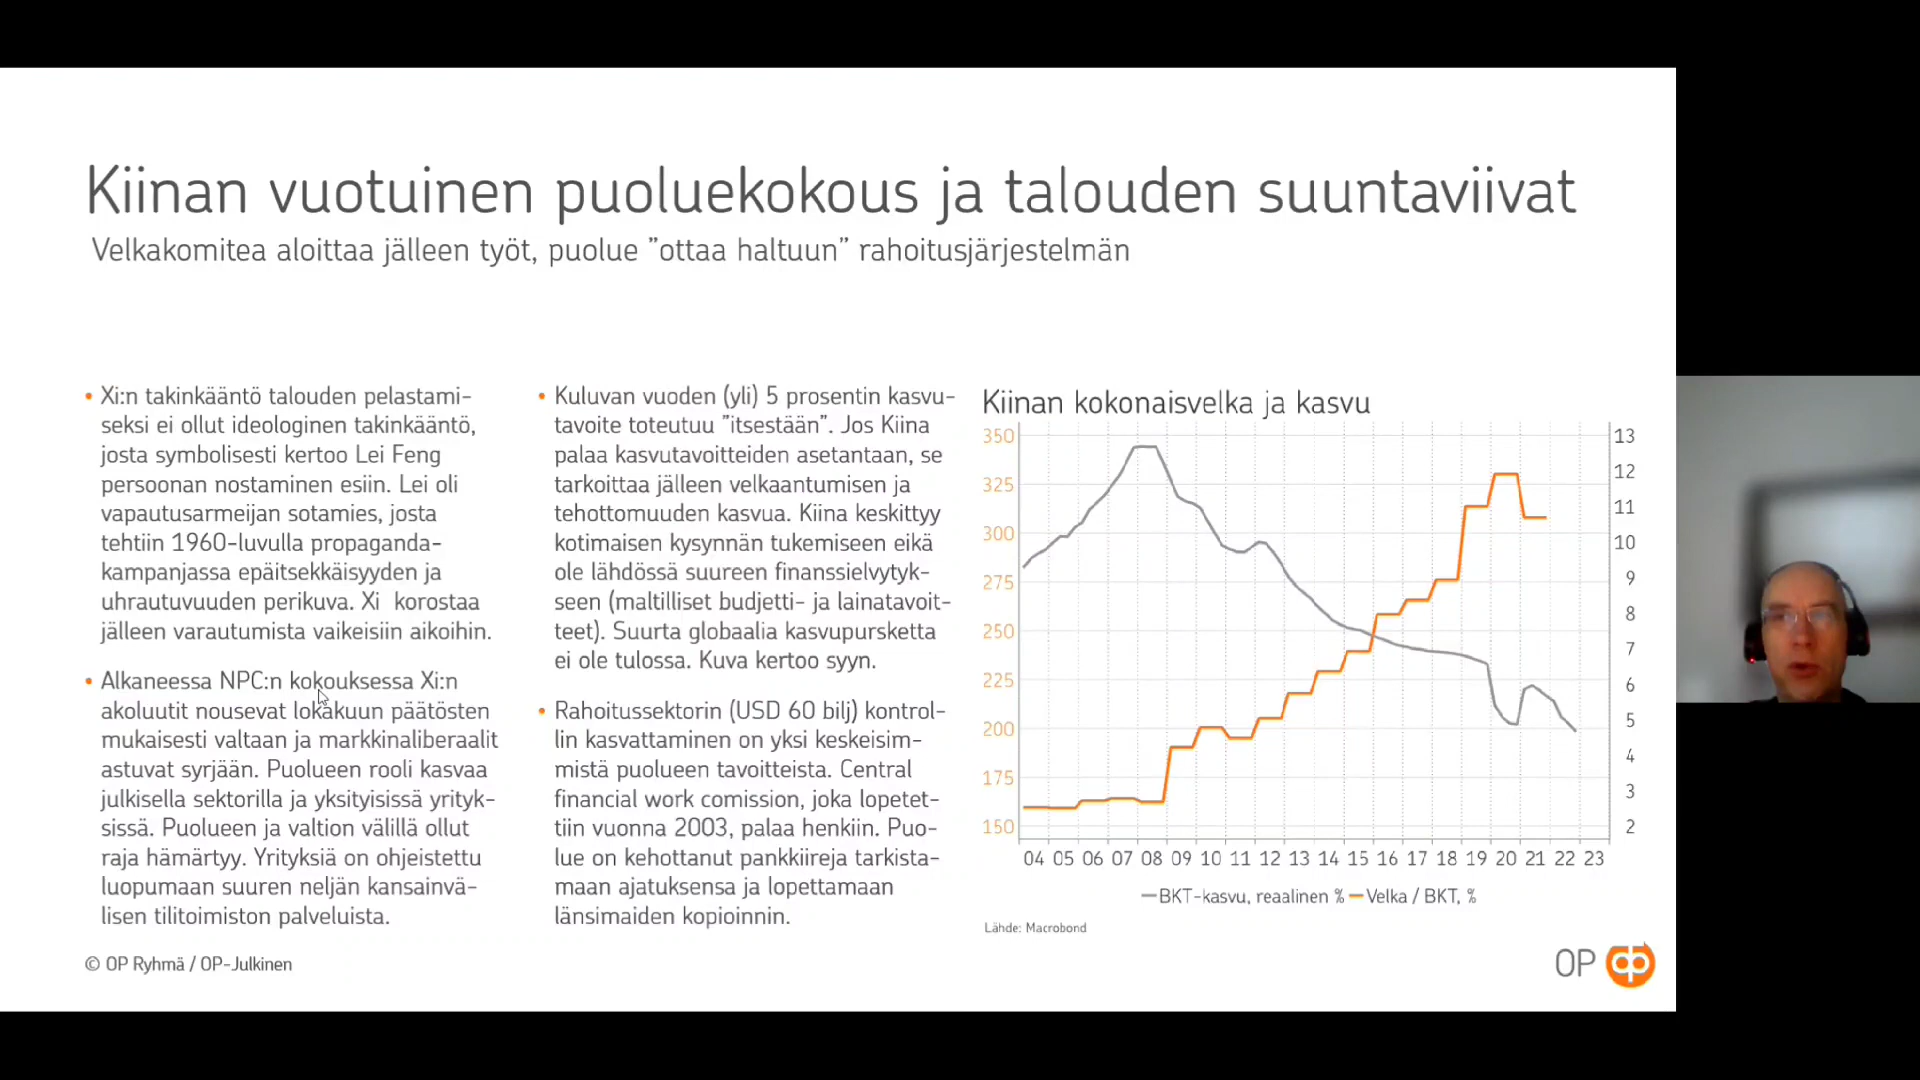 Kiinan vuotuinen puoluekokous ja talouden suuntaviivat
Velkakomitea aloittaa jälleen työt, puolue ”ottaa haltuun” rahoitusjärjestelmän
• Xi:n takinkääntö talouden pelastami-
seksi ei ollut ideologinen takinkääntö,
josta symbolisesti kertoo Lei Feng
persoonan nostaminen esiin. Lei oli
vapautusarmeijan sotamies, josta
tehtiin 1960-luvulla propaganda-
kampanjassa epäitsekkäisyyden ja
uhrautuvuuden perikuva. Xi korostaa
jälleen varautumista vaikeisiin aikoihin.
• Alkaneessa NPC:n kokouksessa Xi:n
akoluutit nousevat lokakuun päätösten
mukaisesti valtaan ja markkinaliberaalit
astuvat syrjään. Puolueen rooli kasvaa
julkisella sektorilla ja yksityisissä yrityk-
sissä. Puolueen ja valtion välillä ollut
raja hämärtyy. Yrityksiä on ohjeistettu
luopumaan suuren neljän kansainvä-
lisen tilitoimiston palveluista.
• Kuluvan vuoden (yli) 5 prosentin kasvu-
tavoite toteutuu ”itsestään”. Jos Kiina
palaa kasvutavoitteiden asetantaan, se
tarkoittaa jälleen velkaantumisen ja
tehottomuuden kasvua. Kiina keskittyy
kotimaisen kysynnän tukemiseen eikä
ole lähdössä suureen finanssielvytyk-
seen (maltilliset budjetti- ja lainatavoit-
teet). Suurta globaalia kasvupursketta
ei ole tulossa. Kuva kertoo syyn.
• Rahoitussektorin (USD 60 bilj) kontrol-
lin kasvattaminen on yksi keskeisim-
mistä puolueen tavoitteista. Central
financial work comission, joka lopetet-
tiin vuonna 2003, palaa henkiin. Puo-
lue on kehottanut pankkiireja tarkista-
maan ajatuksensa ja lopettamaan
länsimaiden kopioinnin.
Kiinan kokonaisvelka ja kasvu
350 13
325 12
300 11
275 10
250 9
225 8
200 7
175 6
150 5
4
3
2
04 05 06 07 08 09 10 11 12 13 14 15 16 17 18 19 20 21 22 23
BKT-kasvu, reaalinen % Velka / BKT, %
Lähde: Macrobond
© OP Ryhmä / OP-Julkinen
OP